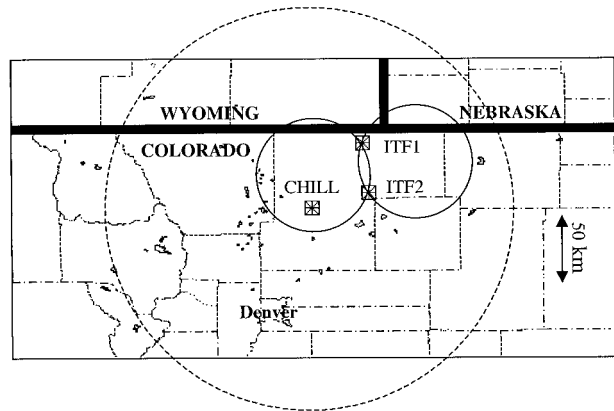 WYOMING
NEBRASKA
COLORADO
ITF1
CHILL
ITF2
50 km
Denver